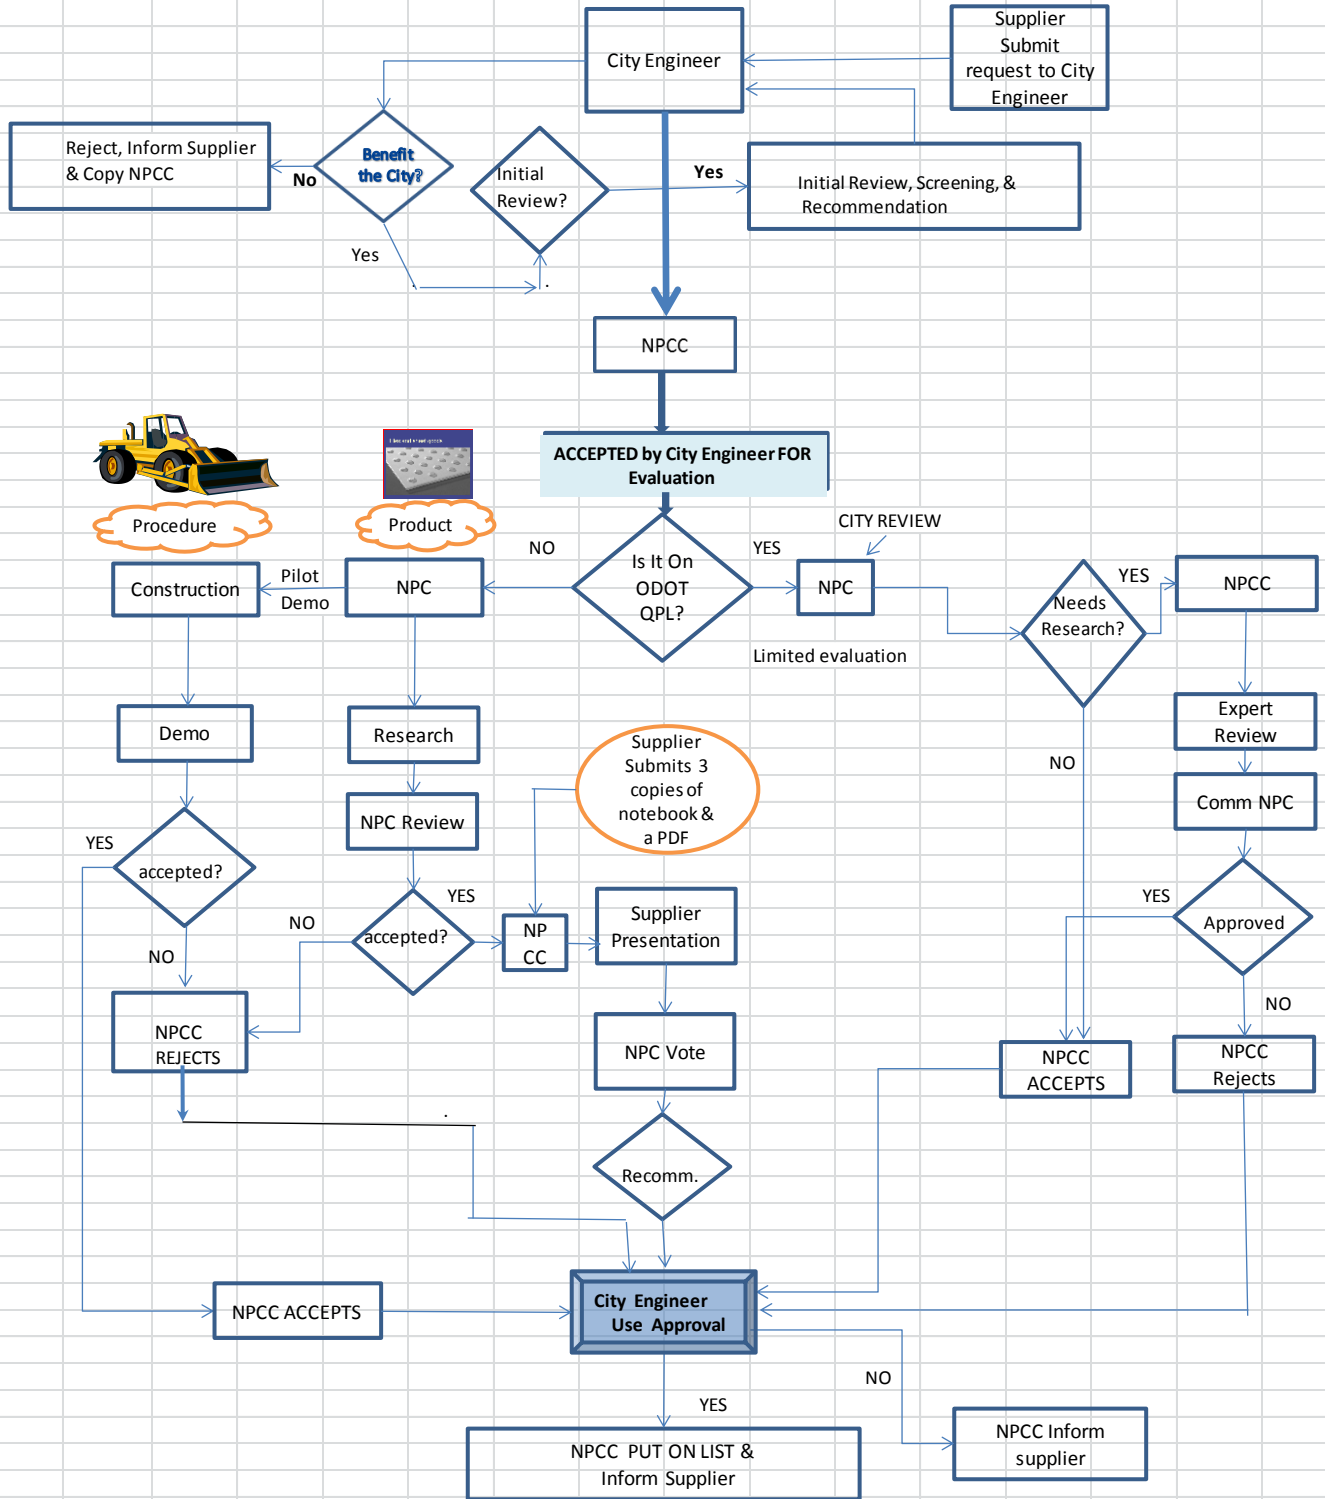 Supplier
Submit
request to City
Engineer
City Engineer
Reject, Inform Supplier
& Copy NPCC
No
Benefit
the City?
Yes
Initial
Review?
Yes
Initial Review, Screening, &
Recommendation
NPCC
ACCEPTED by City Engineer FOR
Evaluation
Procedure
Product
CITY REVIEW
NO
Is It On
ODOT
QPL?
YES
NPC
Construction
Pilot
Demo
NPC
Limited evaluation
Needs
Research?
YES
NPCC
NO
Expert
Review
Comm NPC
Demo
Research
NPC Review
Supplier
Submits 3
copies of
notebook &
a PDF
YES
accepted?
NO
NO
accepted?
YES
NP
CC
Supplier
Presentation
YES
Approved
NO
NPCC
REJECTS
NPC Vote
NPCC
ACCEPTS
NPCC
Rejects
Recomm.
NPCC ACCEPTS
City Engineer
Use Approval
NO
YES
NPCC PUT ON LIST &
Inform Supplier
NPCC Inform
supplier